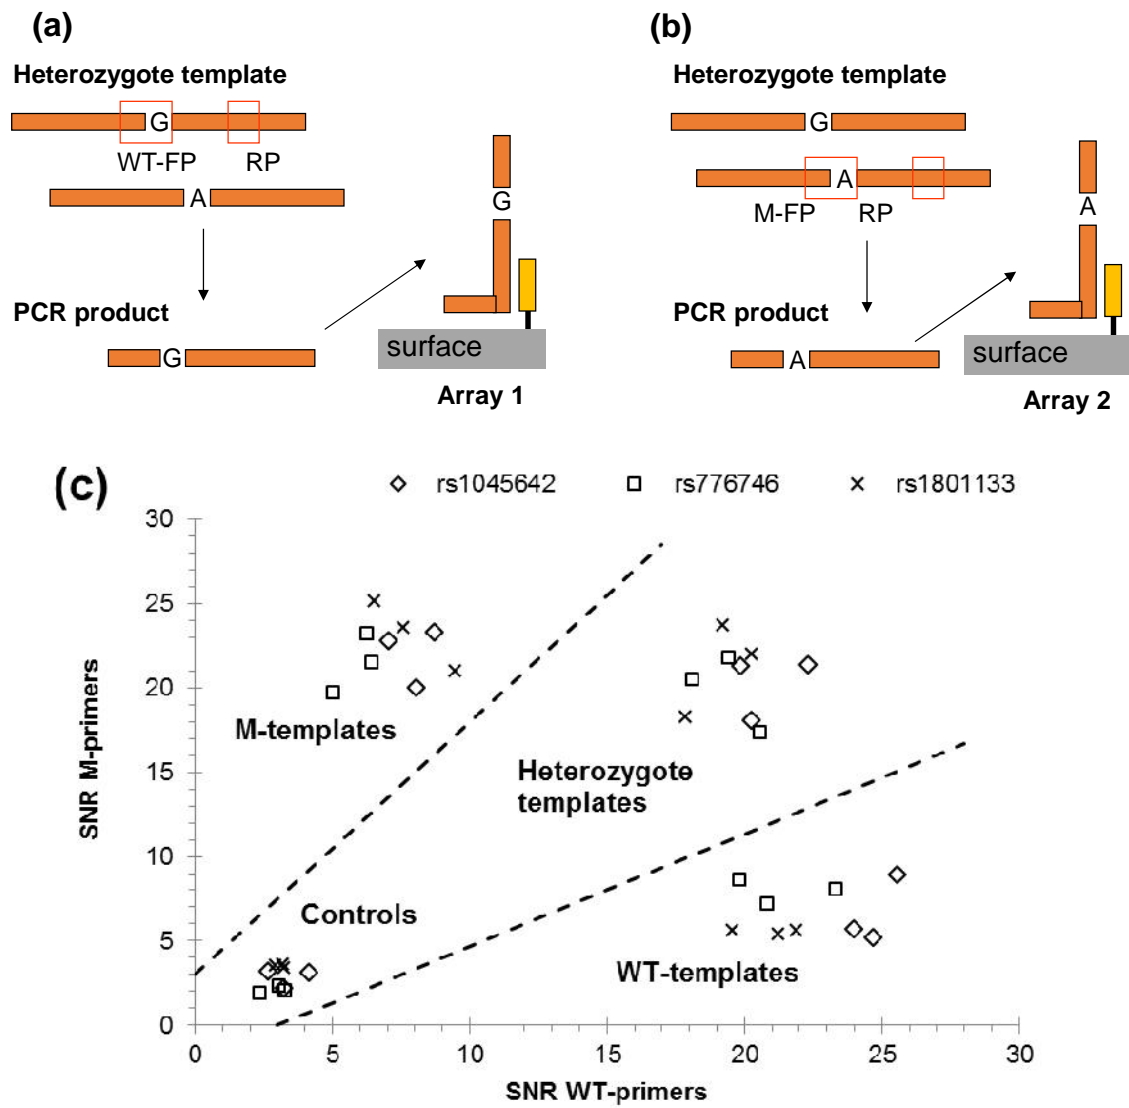 (a)
Heterozygote template
G
WT-FP RP
A
PCR product
G
G
surface
Array 1
(b)
Heterozygote template
G
A
M-FP RP
PCR product
A
A
surface
Array 2
(c)
rs1045642 rs776746 rs1801133
30
25
20
15
10
5
0
SNR M-primers
M-templates
Heterozygote
templates
Controls
WT-templates
0 5 10 15 20 25 30
SNR WT-primers